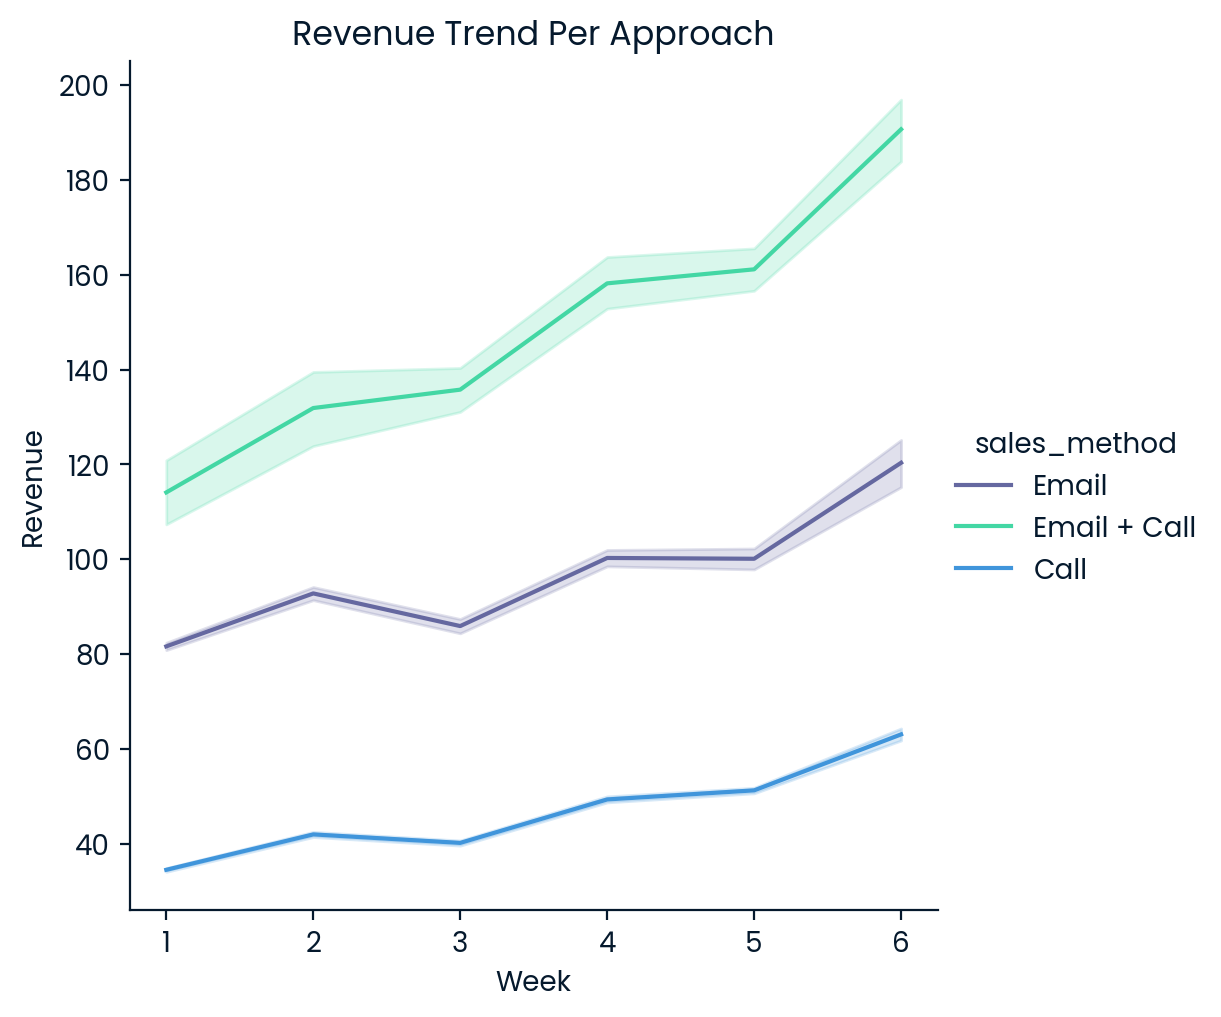 Revenue Trend Per Approach
200
180
160
140
120
100
80
60
40
Revenue
1 2 3 4 5 6
Week
sales_method
Email
Email + Call
Call